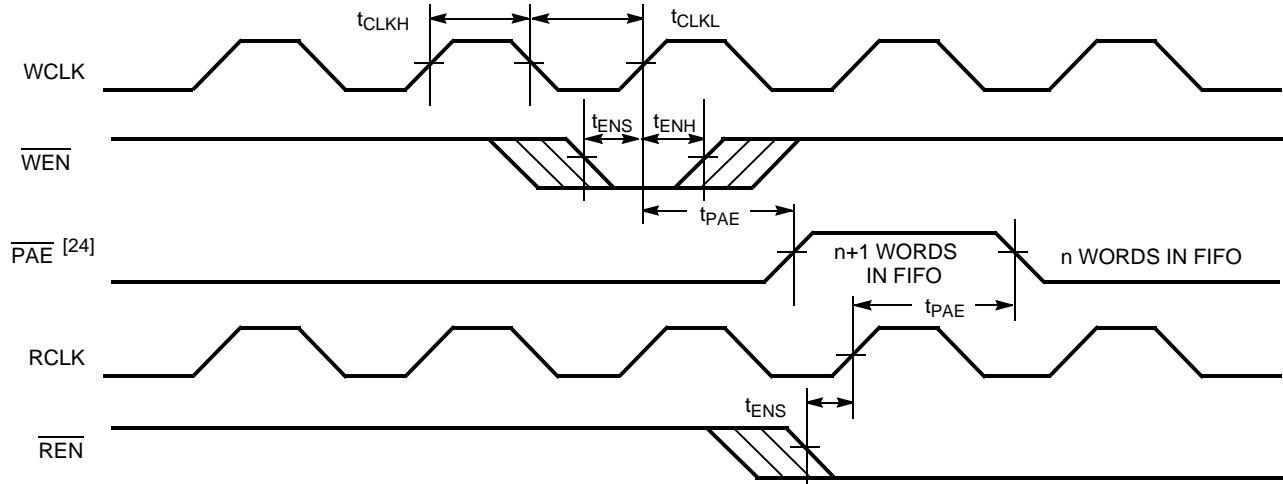 tCLKH
tCLKL
WCLK
tENS
tENH
WEN
tPAE
PAE [24]
n+1 WORDS
IN FIFO
n WORDS IN FIFO
tPAE
RCLK
tENS
REN